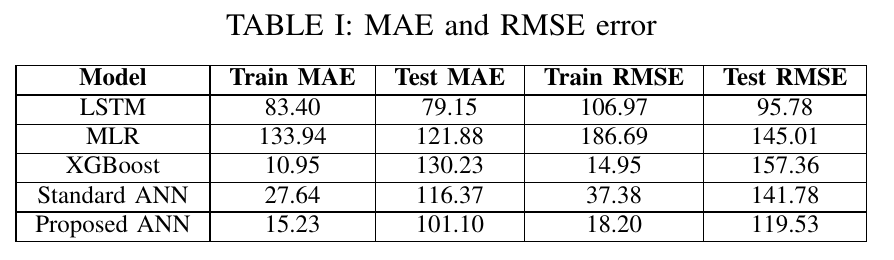 TABLE I: MAE and RMSE error
Model Train MAE Test MAE Train RMSE Test RMSE
LSTM 83.40 79.15 106.97 95.78
MLR 133.94 121.88 186.69 145.01
XGBoost 10.95 130.23 14.95 157.36
Standard ANN 27.64 116.37 37.38 141.78
Proposed ANN 15.23 101.10 18.20 119.53